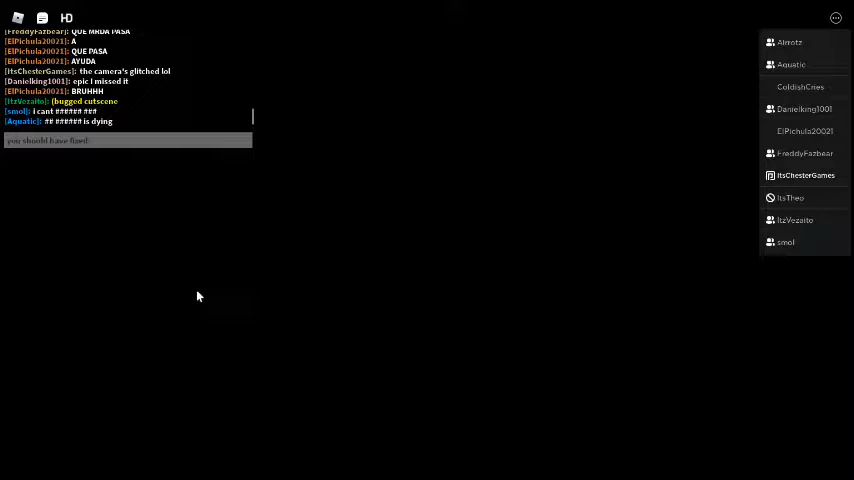 HD
[FreddyFazbear]: QUE MRDA PASA
[ElPichula20021]: A
[ElPichula20021]: QUE PASA
[ElPichula20021]: AYUDA
[ItsChesterGames]: the camera's glitched lol
[Danielking1001]: epic I missed it
[ElPichula20021]: BRUHHH
[ItzVezaito]: (bugged cutscene
[smol]: i cant ###### ###
[Aquatic]: ## ###### is dying
you should have fixed
Airrotz
Aquatic
ColdishCries
Danielking1001
ElPichula20021
FreddyFazbear
ItsChesterGames
ItsTheo
ItzVezaito
smol